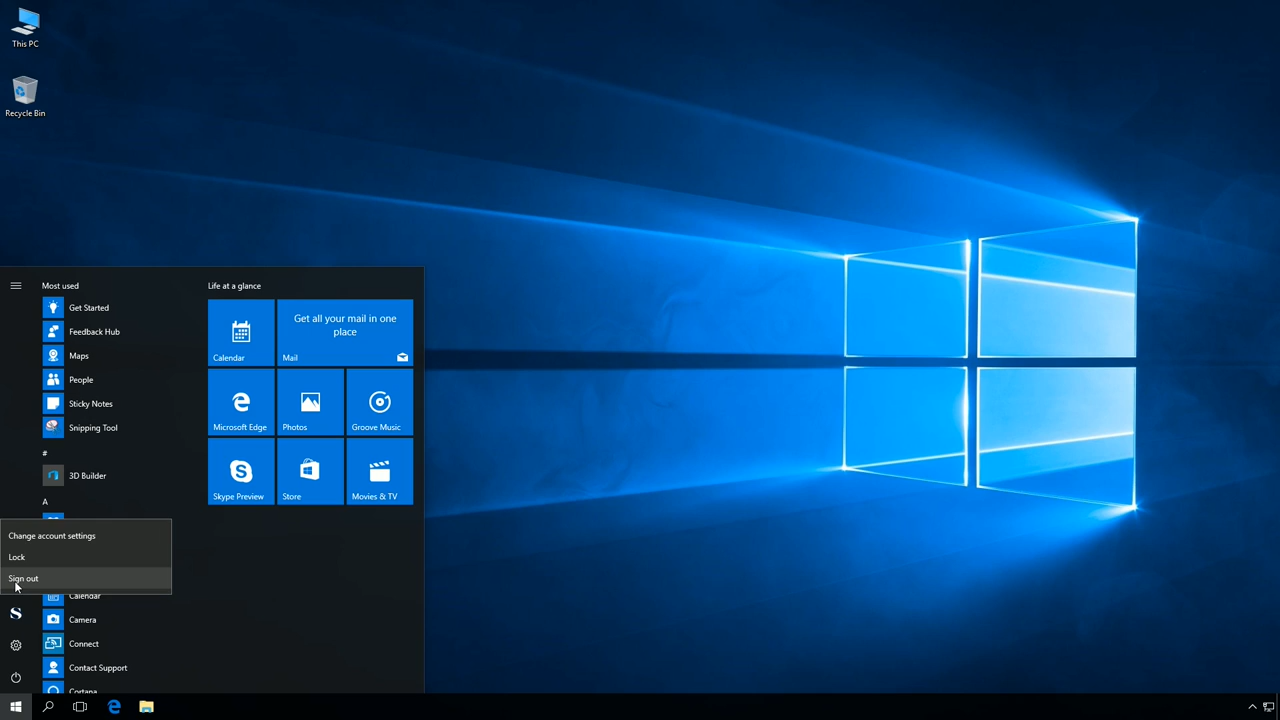 This PC
Recycle Bin
Most used
Get Started
Feedback Hub
Maps
People
Sticky Notes
Snipping Tool
#
3D Builder
A
Change account settings
Lock
Sign out
Calendar
Camera
Connect
Contact Support
Cortana
Life at a glance
Calendar
Get all your mail in one
place
Mail
Microsoft Edge
Photos
Groove Music
Skype Preview
Store
Movies & TV